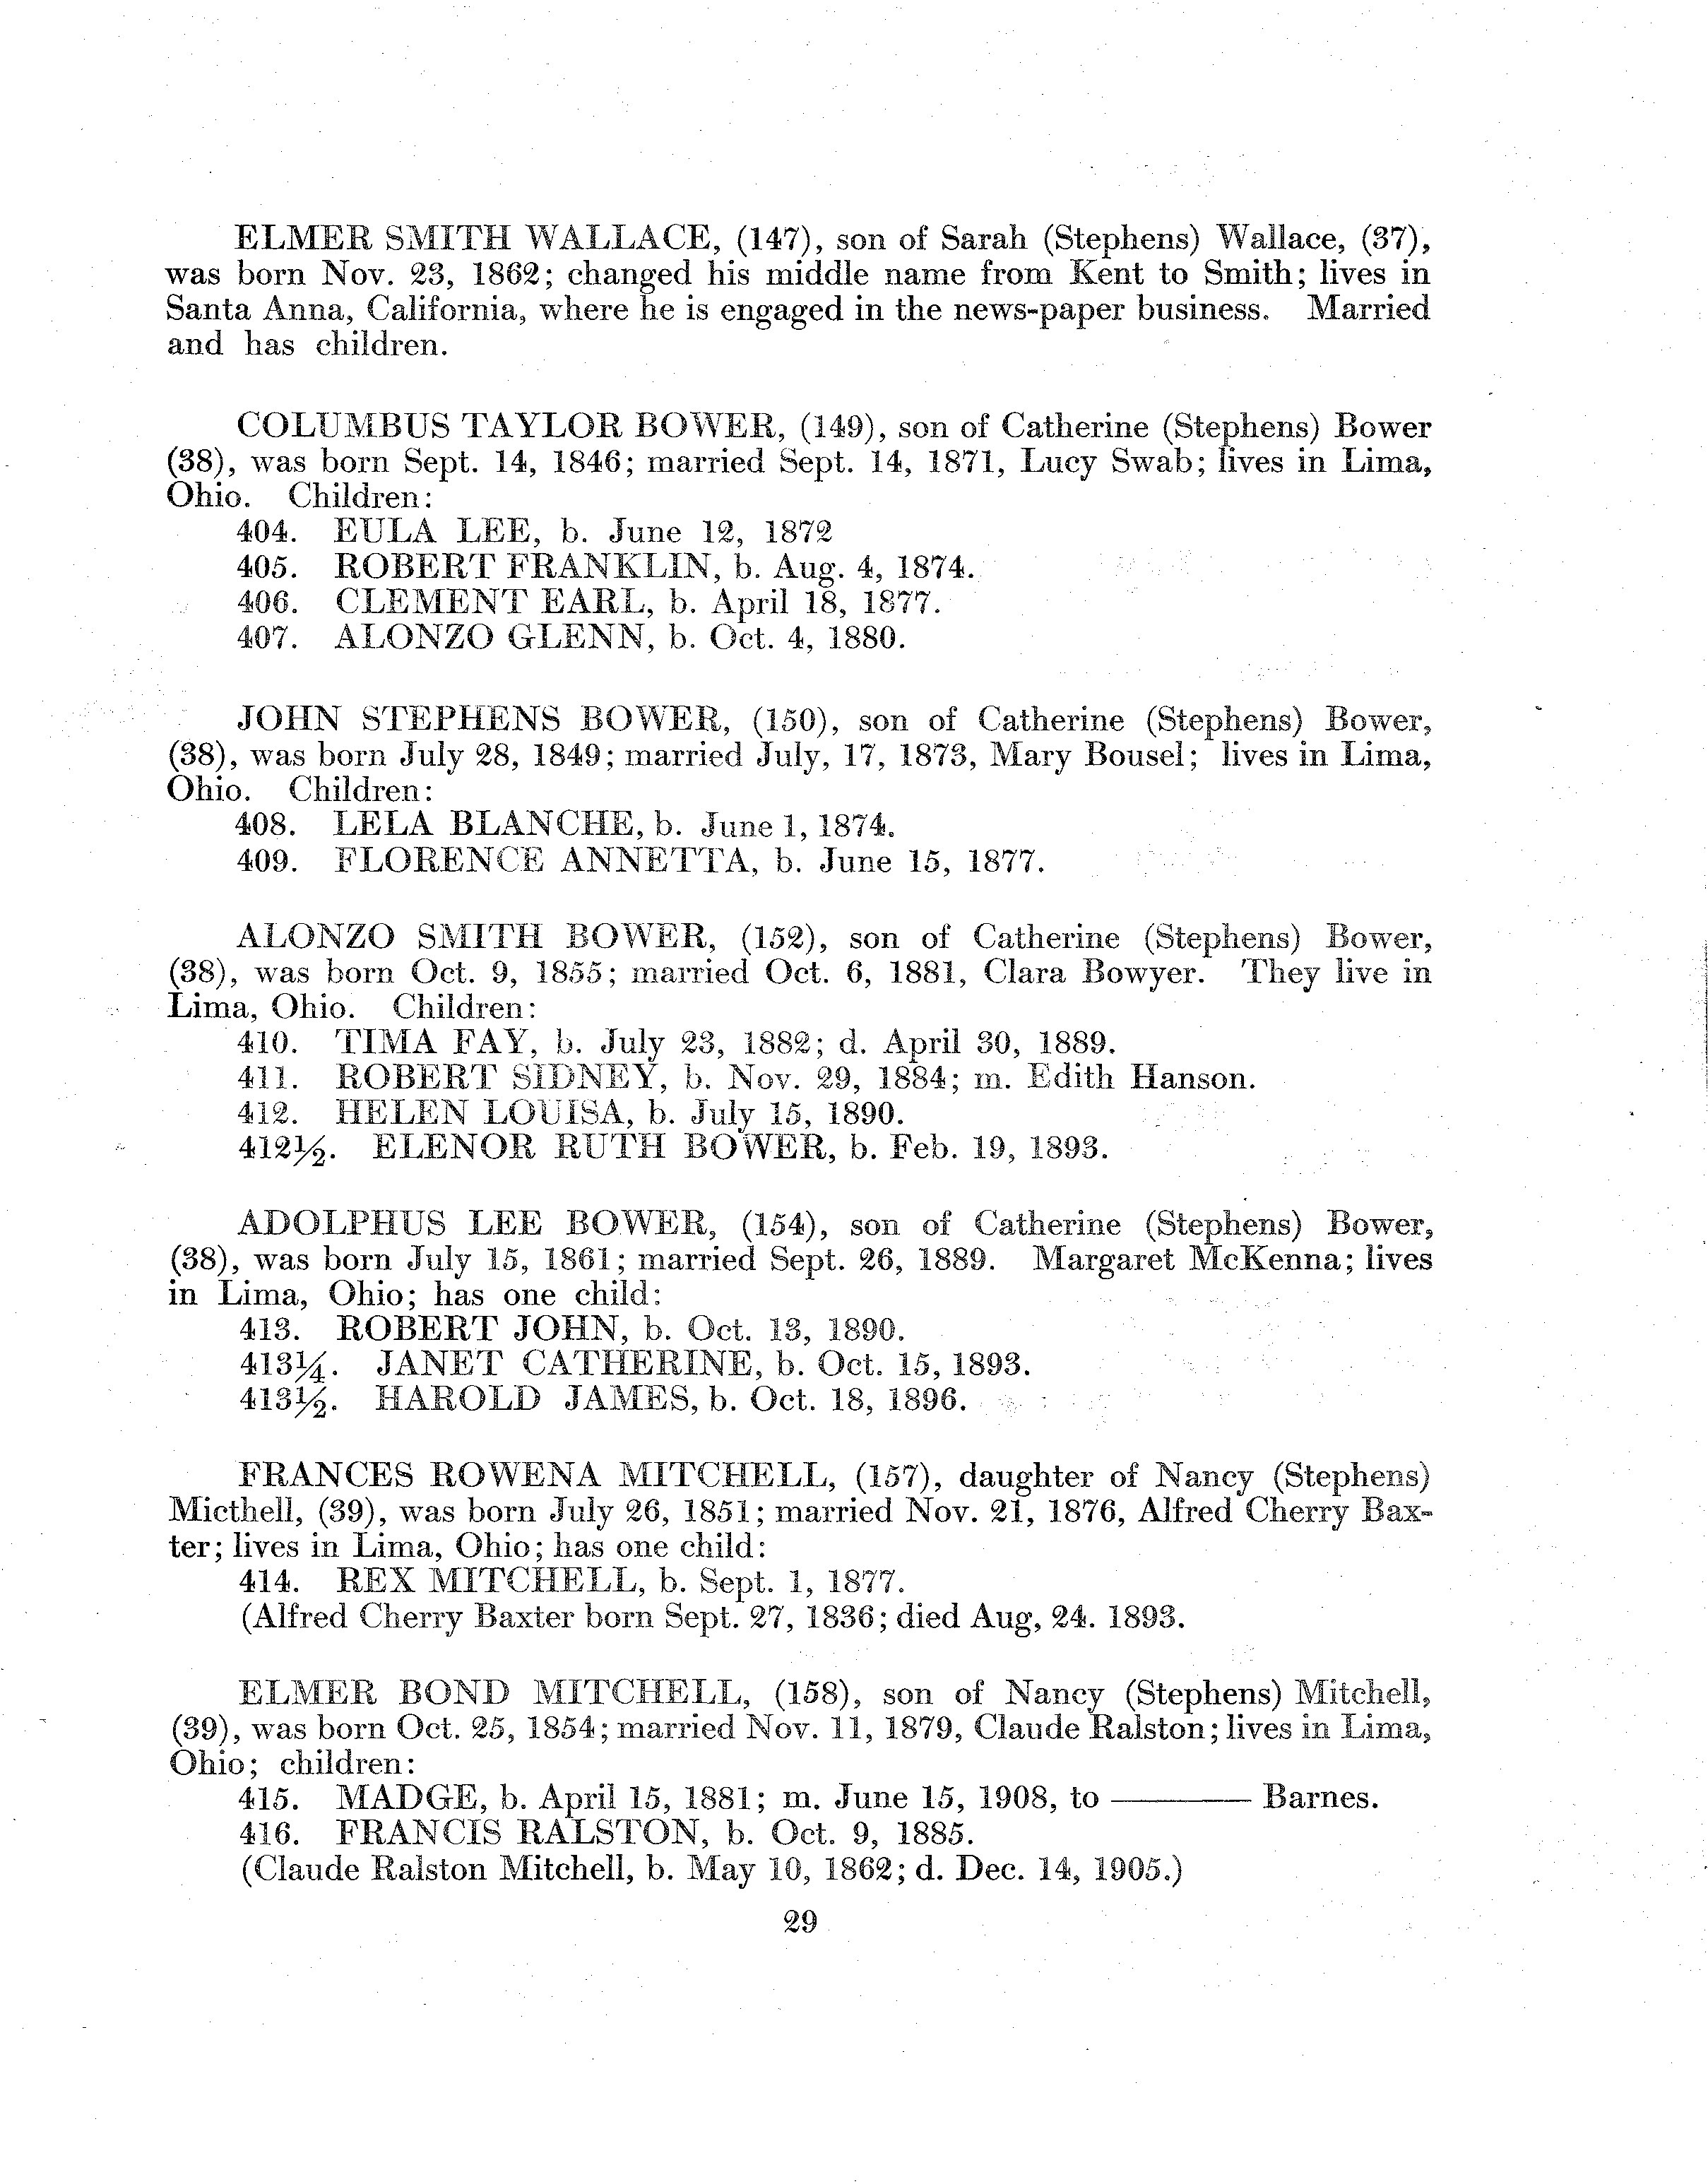 ELMER SMITH WALLACE, (147), son of Sarah (Stephens) Wallace, (37),
was born Nov. 23, 1862; changed his middle name from Kent to Smith; lives in
Santa Anna, California, where he is engaged in the news-paper business. Married
and has children.
COLUMBUS TAYLOR BOWER, (149), son of Catherine (Stephens) Bower
(38), was born Sept. 14, 1846; married Sept. 14, 1871, Lucy Swab; lives in Lima,
Ohio. Children:
404. EULA LEE, b. June 12, 1872
405. ROBERT FRANKLIN, b. Aug. 4, 1874.
406. CLEMENT EARL, b. April 18, 1877.
407. ALONZO GLENN, b. Oct. 4, 1880.
JOHN STEPHENS BOWER, (150), son of Catherine (Stephens) Bower,
(38), was born July 28, 1849; married July, 17, 1873, Mary Bousel; lives in Lima,
Ohio. Children:
408. LELA BLANCHE, b. June 1, 1874.
409. FLORENCE ANNETTA, b. June 15, 1877.
ALONZO SMITH BOWER, (152), son of Catherine (Stephens) Bower,
(38), was born Oct. 9, 1855; married Oct. 6, 1881, Clara Bowyer. They live in
Lima, Ohio. Children:
410. TIMA FAY, b. July 23, 1882; d. April 30, 1889.
411. ROBERT SIDNEY, b. Nov. 29, 1884; m. Edith Hanson.
412. HELEN LOUISA, b. July 15, 1890.
412½. ELENOR RUTH BOWER, b. Feb. 19, 1893.
ADOLPHUS LEE BOWER, (154), son of Catherine (Stephens) Bower,
(38), was born July 15, 1861; married Sept. 26, 1889. Margaret McKenna; lives
in Lima, Ohio; has one child:
413. ROBERT JOHN, b. Oct. 13, 1890.
413¼. JANET CATHERINE, b. Oct. 15, 1893.
413½. HAROLD JAMES, b. Oct. 18, 1896.
FRANCES ROWENA MITCHELL, (157), daughter of Nancy (Stephens)
Micthell, (39), was born July 26, 1851; married Nov. 21, 1876, Alfred Cherry Bax-
ter; lives in Lima, Ohio; has one child:
414. REX MITCHELL, b. Sept. 1, 1877.
(Alfred Cherry Baxter born Sept. 27, 1836; died Aug, 24. 1893.
ELMER BOND MITCHELL, (158), son of Nancy (Stephens) Mitchell,
(39), was born Oct. 25, 1854; married Nov. 11, 1879, Claude Ralston; lives in Lima,
Ohio; children:
415. MADGE, b. April 15, 1881; m. June 15, 1908, to ——— Barnes.
416. FRANCIS RALSTON, b. Oct. 9, 1885.
(Claude Ralston Mitchell, b. May 10, 1862; d. Dec. 14, 1905.)
29